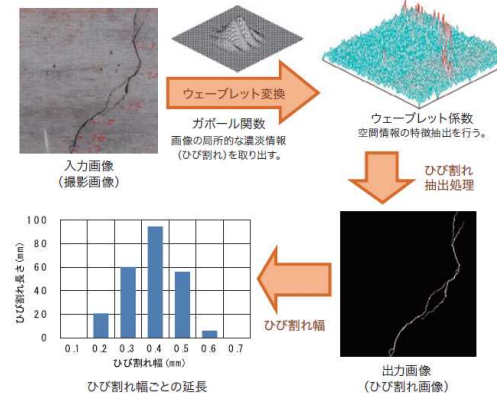 ウェーブレット変換
ガボール関数
画像の局所的な濃淡情報
(ひび割れ)を取り出す。
ウェーブレット係数
空間情報の特徴抽出を行う。
入力画像
(撮影画像)
ひび割れ
抽出処理
100
80
60
40
20
0
ひび割れ長さ(mm)
0.1 0.2 0.3 0.4 0.5 0.6 0.7
ひび割れ幅(mm)
ひび割れ幅ごとの延長
ひび割れ幅
出力画像
(ひび割れ画像)